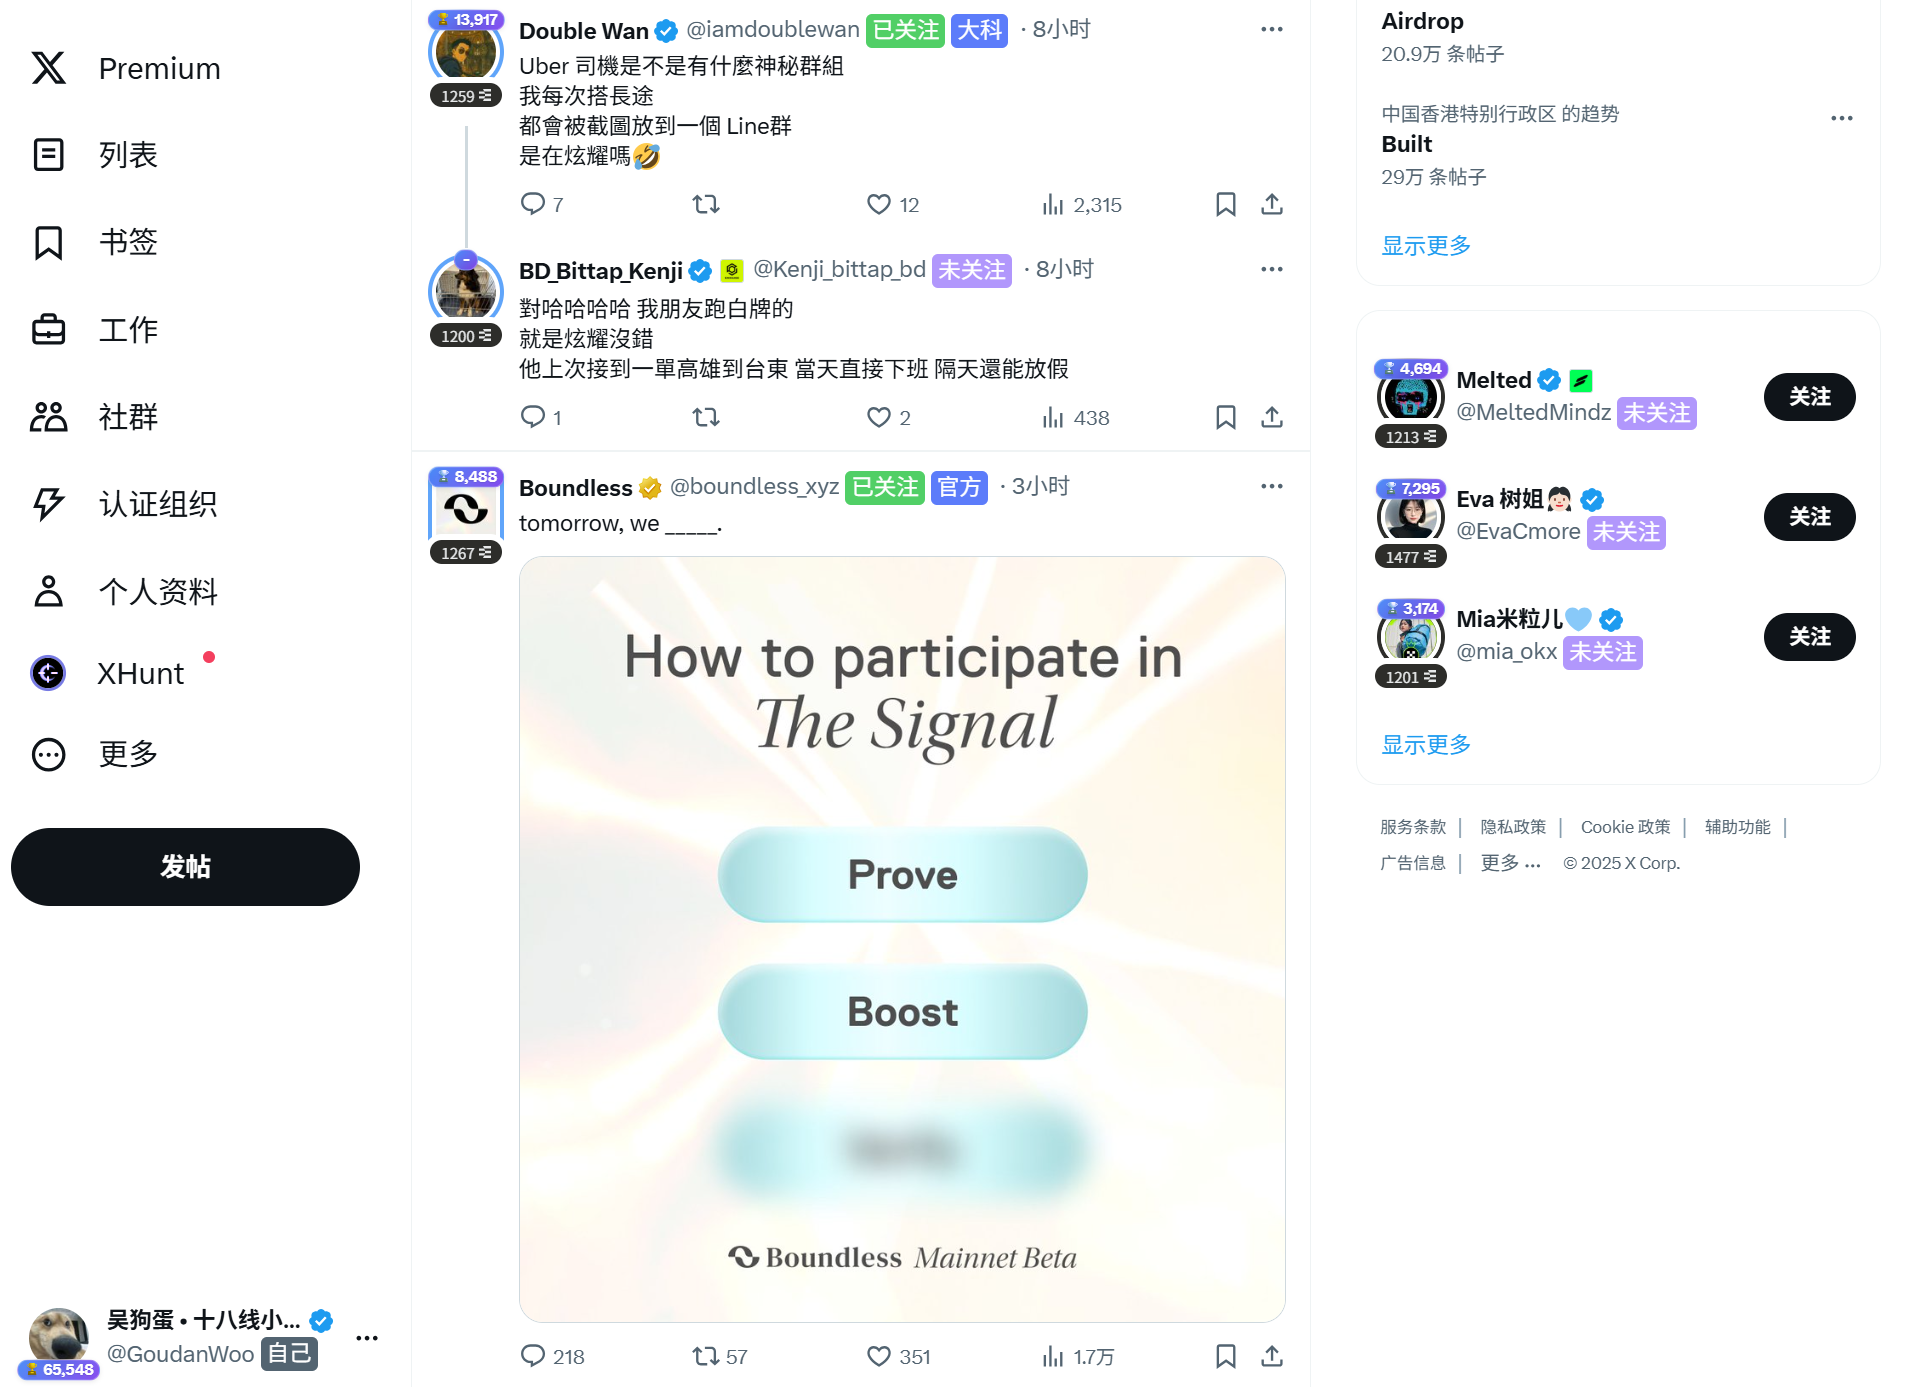 Premium
列表
书签
工作
社群
认证组织
个人资料
XHunt
更多
发帖
吴狗蛋 • 十八线小...
@GoudanWoo 自己
65,548
13,917
Double Wan @iamdoublewan 已关注 大科 · 8小时
1259
Uber 司機是不是有什麼神秘群組
我每次搭長途
都會被截圖放到一個 Line群
是在炫耀嗎🤣
7 12 2,315
-
BD_Bittap_Kenji @Kenji_bittap_bd 未关注 · 8小时
1200
對哈哈哈哈 我朋友跑白牌的
就是炫耀沒錯
他上次接到一單高雄到台東 當天直接下班 隔天還能放假
1 2 438
8,488
Boundless @boundless_xyz 已关注 官方 · 3小时
1267
tomorrow, we _____.
How to participate in
The Signal
Prove
Boost
Boundless Mainnet Beta
218 57 351 1.7万
Airdrop
20.9万 条帖子
中国香港特别行政区 的趋势
Built
29万 条帖子
显示更多
4,694
Melted
@MeltedMindz 未关注
1213
关注
7,295
Eva 树姐👧🏻
@EvaCmore 未关注
1477
关注
3,174
Mia米粒儿🩵
@mia_okx 未关注
1201
关注
显示更多
服务条款 | 隐私政策 | Cookie 政策 | 辅助功能 |
广告信息 | 更多 ... © 2025 X Corp.